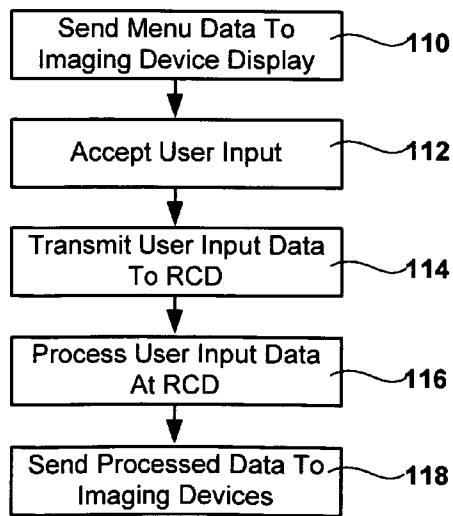 Send Menu Data To
Imaging Device Display
110
Accept User Input
112
Transmit User Input Data
To RCD
114
Process User Input Data
At RCD
116
Send Processed Data To
Imaging Devices
118